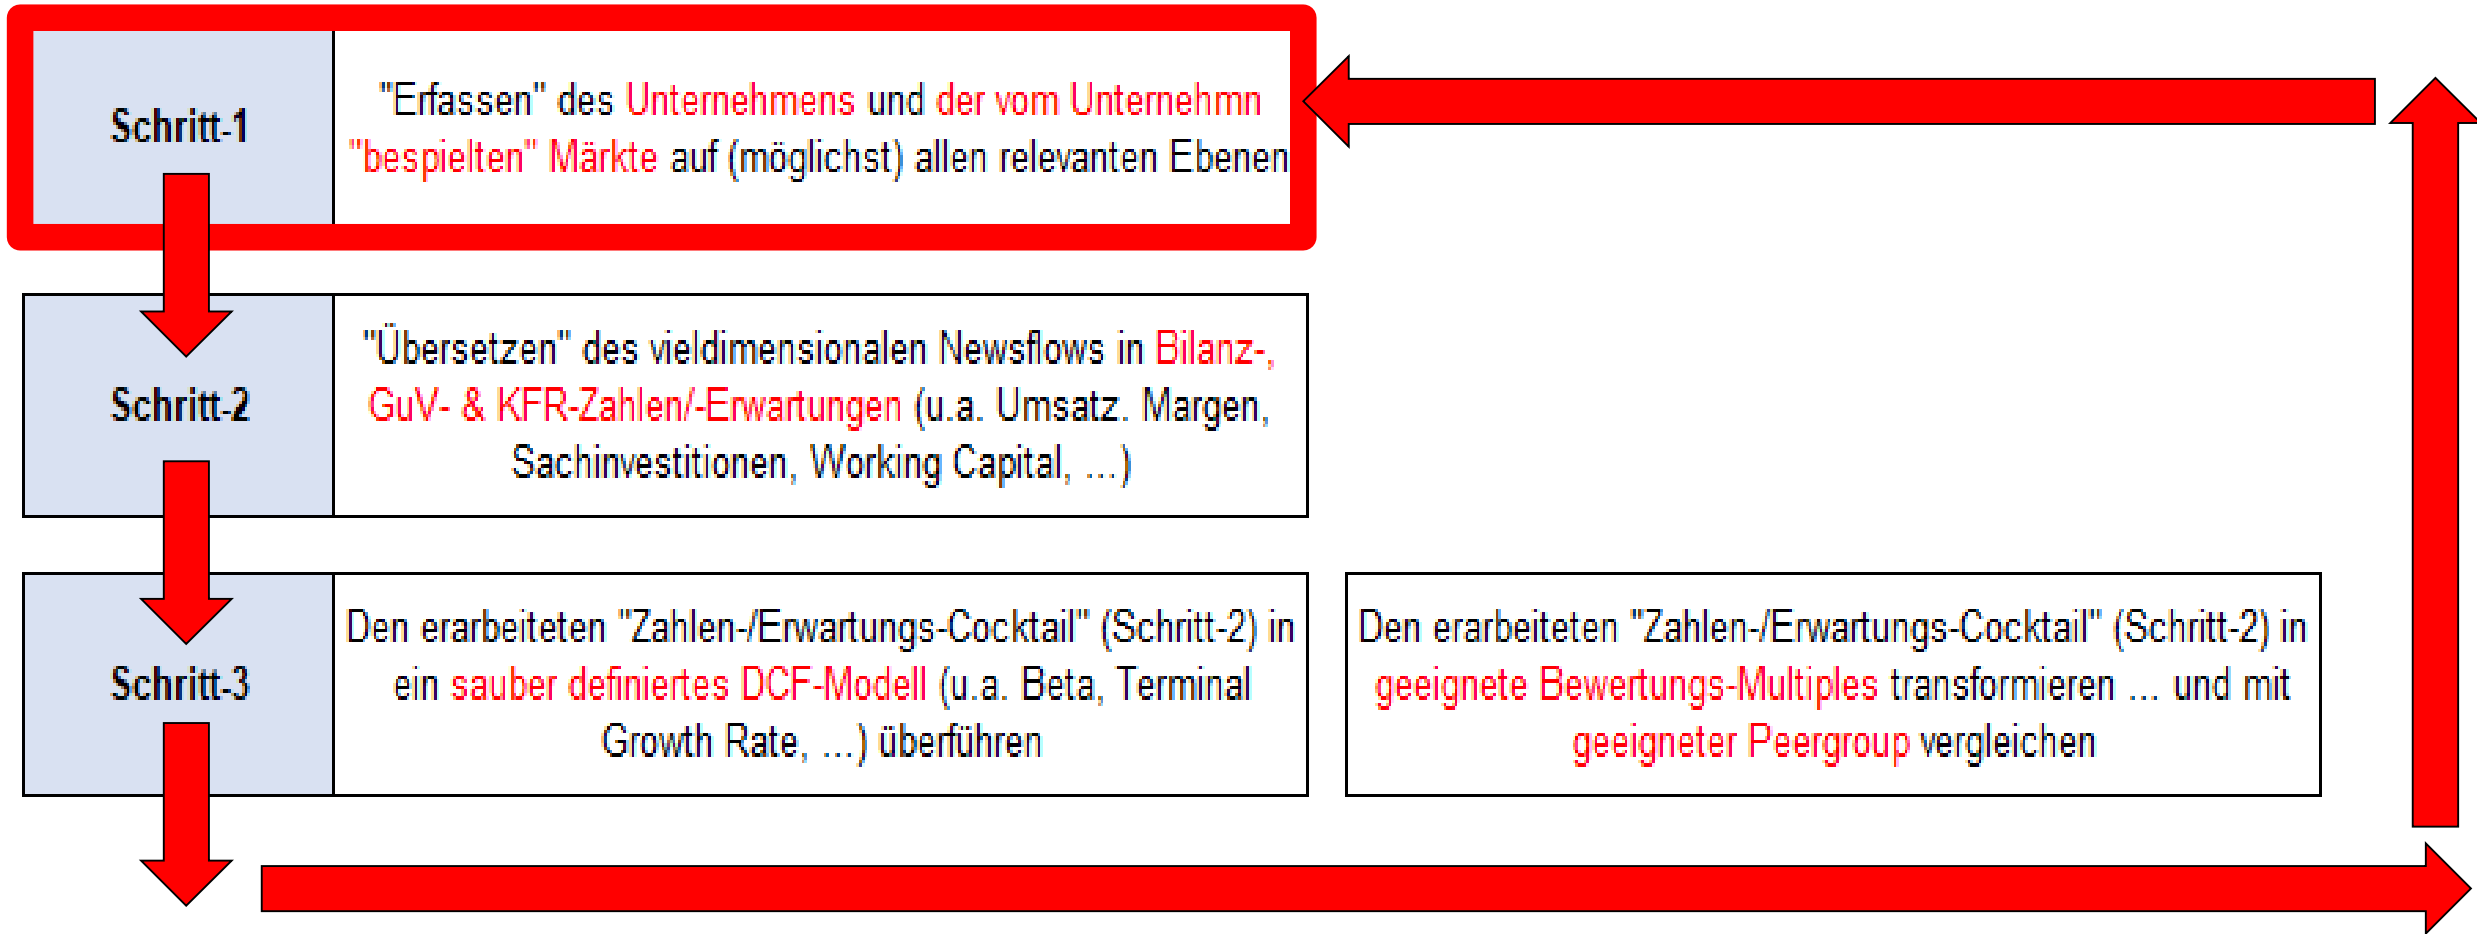 Schritt-1
"Erfassen" des Unternehmens und der vom Unternehmn
"bespielten" Märkte auf (möglichst) allen relevanten Ebenen
Schritt-2
"Übersetzen" des vieldimensionalen Newsflows in Bilanz-,
GuV- & KFR-Zahlen/-Erwartungen (u.a. Umsatz. Margen,
Sachinvestitionen, Working Capital, ...)
Schritt-3
Den erarbeiteten "Zahlen-/Erwartungs-Cocktail" (Schritt-2) in
ein sauber definiertes DCF-Modell (u.a. Beta, Terminal
Growth Rate, ...) überführen
Den erarbeiteten "Zahlen-/Erwartungs-Cocktail" (Schritt-2) in
geeignete Bewertungs-Multiples transformieren ... und mit
geeigneter Peergroup vergleichen